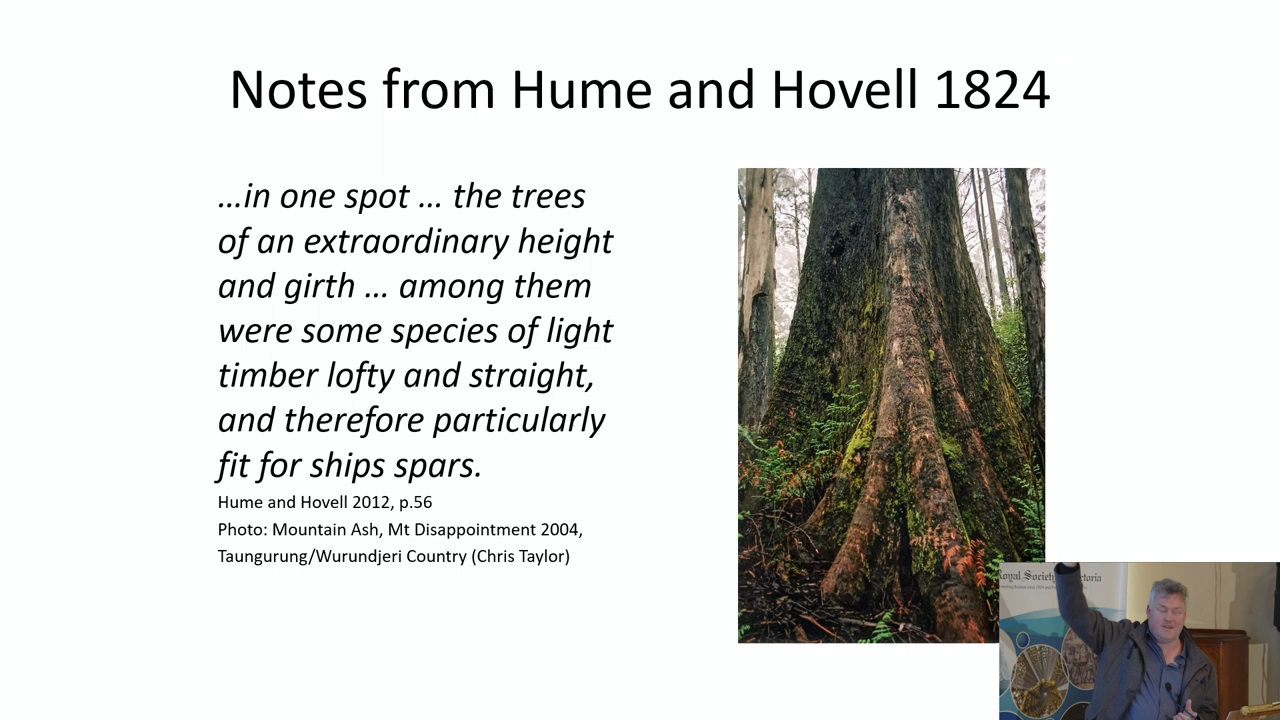 Notes from Hume and Hovell 1824
…in one spot … the trees
of an extraordinary height
and girth … among them
were some species of light
timber lofty and straight,
and therefore particularly
fit for ships spars.
Hume and Hovell 2012, p.56
Photo: Mountain Ash, Mt Disappointment 2004,
Taungurung/Wurundjeri Country (Chris Taylor)
Royal Society